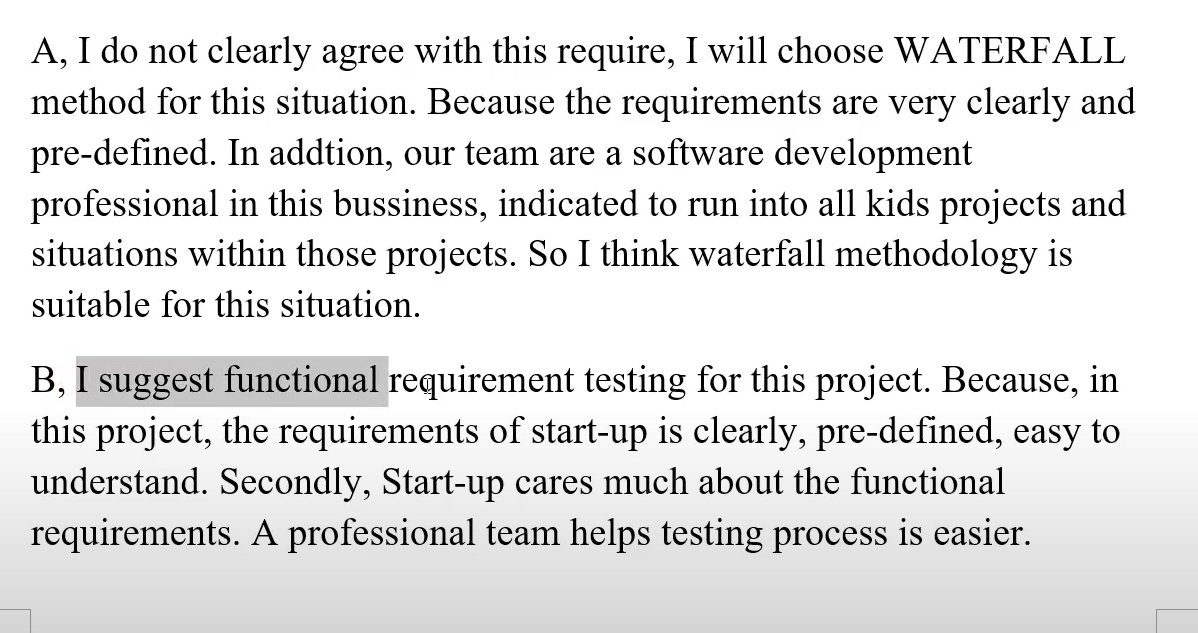 A, I do not clearly agree with this require, I will choose WATERFALL
method for this situation. Because the requirements are very clearly and
pre-defined. In addtion, our team are a software development
professional in this bussiness, indicated to run into all kids projects and
situations within those projects. So I think waterfall methodology is
suitable for this situation.
B, I suggest functional requirement testing for this project. Because, in
this project, the requirements of start-up is clearly, pre-defined, easy to
understand. Secondly, Start-up cares much about the functional
requirements. A professional team helps testing process is easier.